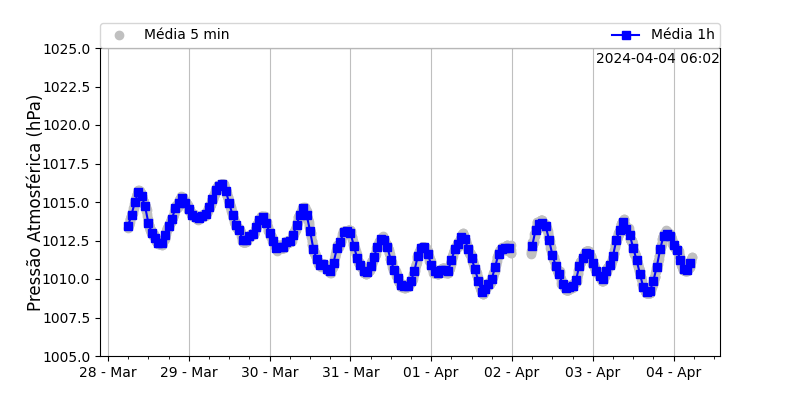 Média 5 min
Média 1h
2024-04-04 06:02
Pressão Atmosférica (hPa)
1025.0
1022.5
1020.0
1017.5
1015.0
1012.5
1010.0
1007.5
1005.0
28 - Mar
29 - Mar
30 - Mar
31 - Mar
01 - Apr
02 - Apr
03 - Apr
04 - Apr